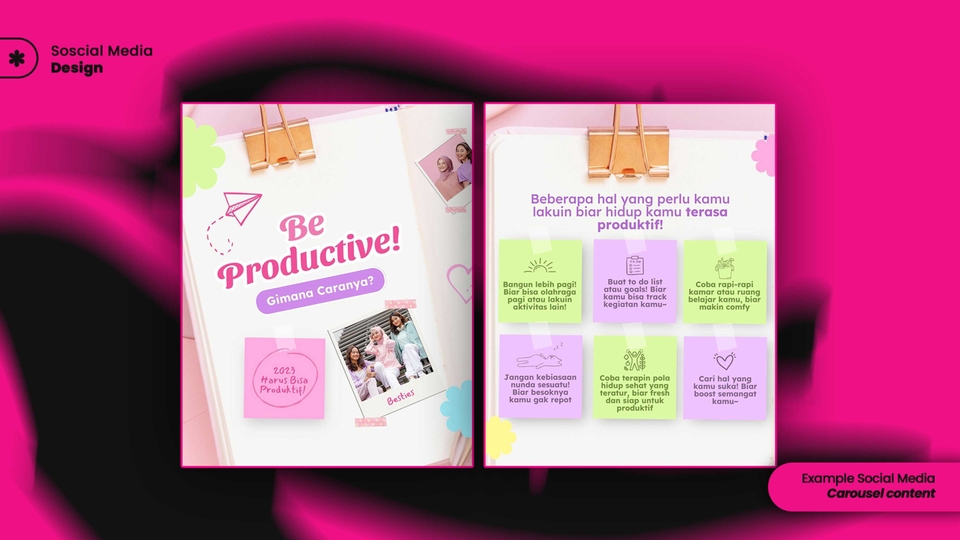 Soscial Media
Design
Be
Productive!
Gimana Caranya?
2023
Harus Bisa
Produktif!
Besties
Beberapa hal yang perlu kamu
lakuin biar hidup kamu terasa
produktif!
Bangun lebih pagi!
Biar bisa olahraga
pagi atau lakuin
aktivitas lain!
Buat to do list
atau goals! Biar
kamu bisa track
kegiatan kamu~
Coba rapi-rapi
kamar atau ruang
belajar kamu, biar
makin comfy
Jangan kebiasaan
nunda sesuatu!
Biar besoknya
kamu gak repot
Coba terapin pola
hidup sehat yang
teratur, biar fresh
dan siap untuk
produktif
Cari hal yang
kamu suka! Biar
boost semangat
kamu~
Example Social Media
Carousel content